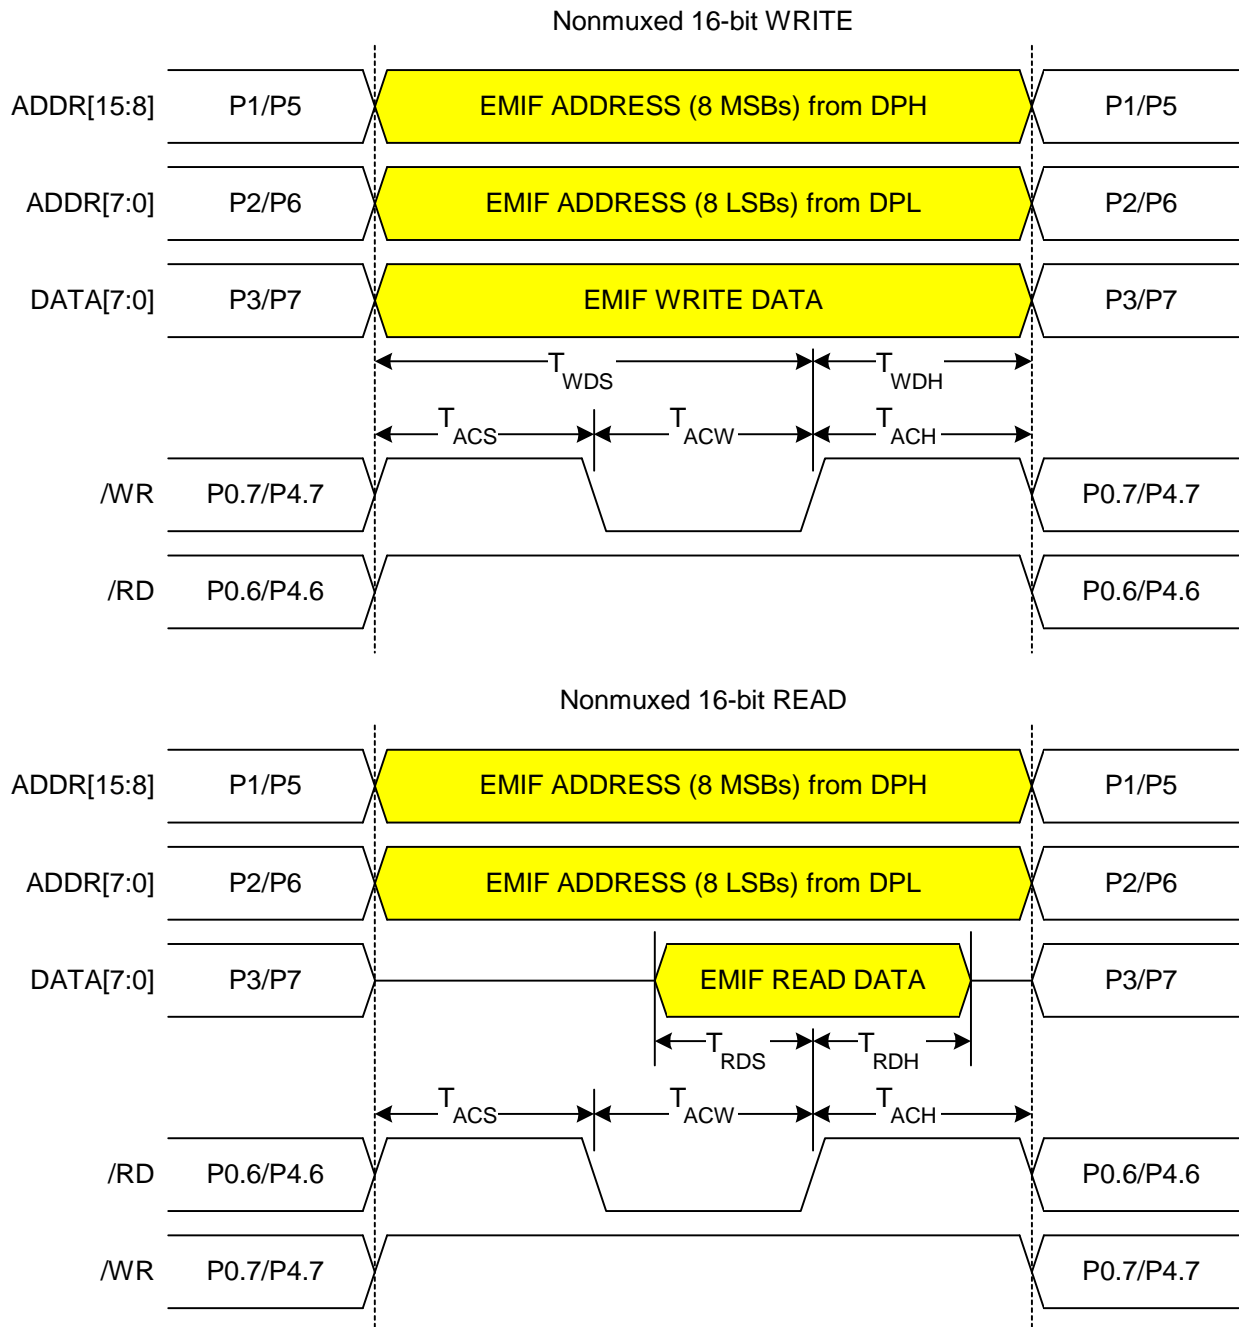 Nonmuxed 16-bit WRITE
ADDR[15:8] P1/P5 EMIF ADDRESS (8 MSBs) from DPH P1/P5
ADDR[7:0] P2/P6 EMIF ADDRESS (8 LSBs) from DPL P2/P6
DATA[7:0] P3/P7 EMIF WRITE DATA P3/P7
TWDS TWDH
TACS TACW TACH
/WR P0.7/P4.7 P0.7/P4.7
/RD P0.6/P4.6 P0.6/P4.6
Nonmuxed 16-bit READ
ADDR[15:8] P1/P5 EMIF ADDRESS (8 MSBs) from DPH P1/P5
ADDR[7:0] P2/P6 EMIF ADDRESS (8 LSBs) from DPL P2/P6
DATA[7:0] P3/P7 EMIF READ DATA P3/P7
TRDS TRDH
TACS TACW TACH
/RD P0.6/P4.6 P0.6/P4.6
/WR P0.7/P4.7 P0.7/P4.7